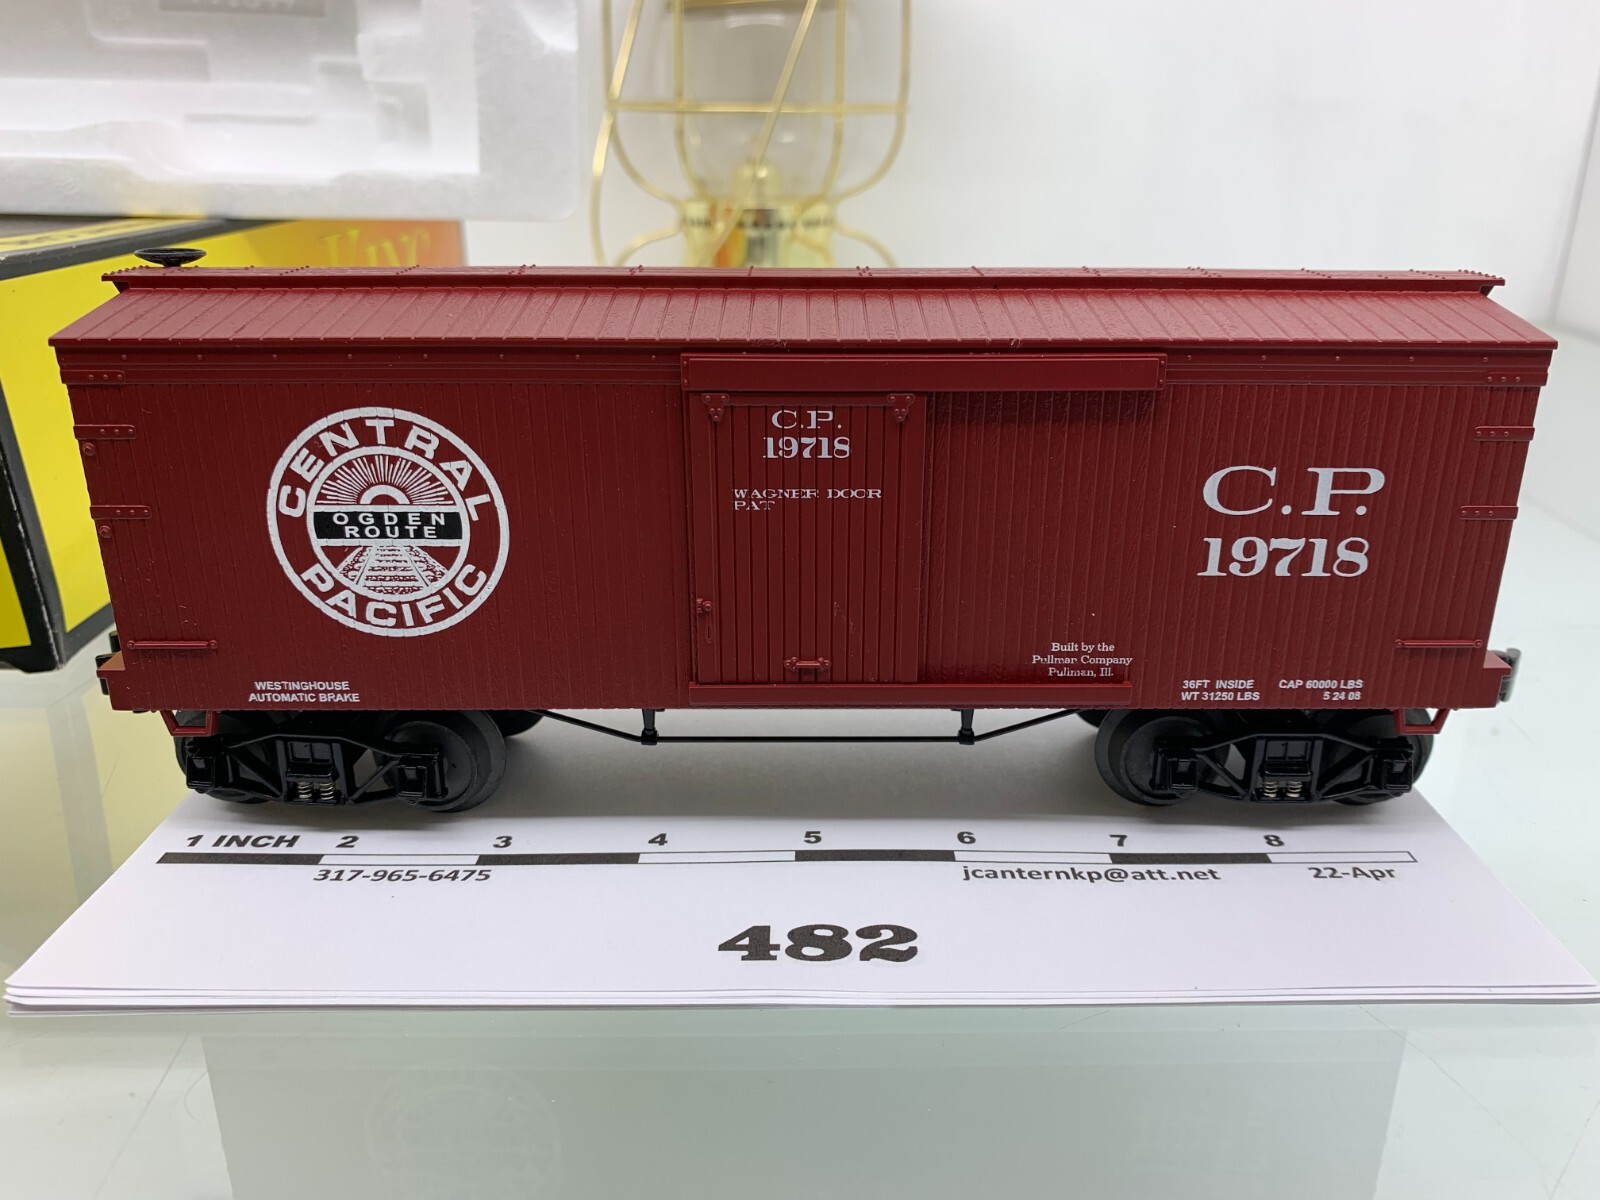 CENTRAL
OGDEN
ROUTE
PACIFIC
C.P.
19718
WAGNER DOOR
PAT
C.P.
19718
Built by the
Pullman Company
Pullman, Ill.
WESTINGHOUSE
AUTOMATIC BRAKE
36FT INSIDE CAP 60000 LBS
WT 31250 LBS 5 24 08
1 INCH 2 3 4 5 6 7 8
317-965-6475 jcanternkp@att.net 22-Apr
482